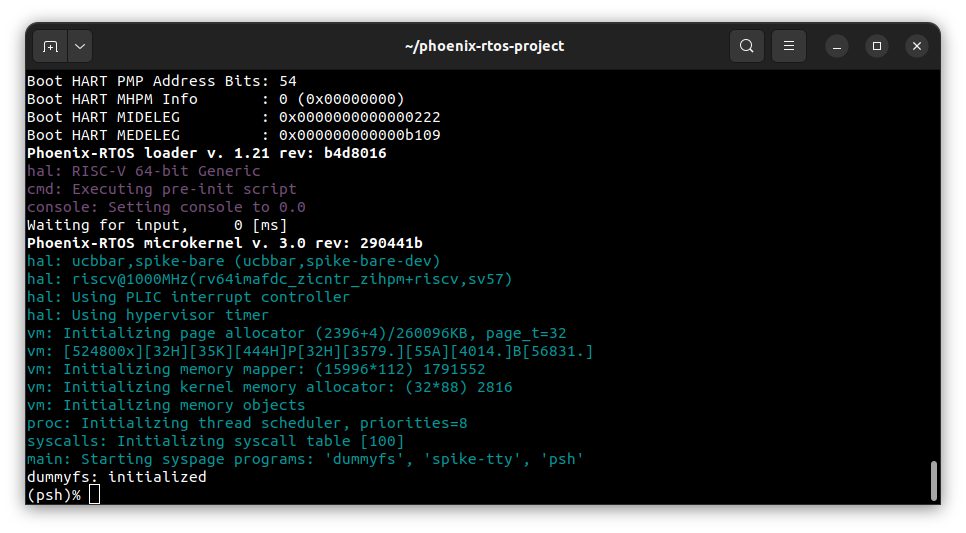 ~/phoenix-rtos-project
Boot HART PMP Address Bits: 54
Boot HART MHPM Info       : 0 (0x00000000)
Boot HART MIDELEG         : 0x0000000000000222
Boot HART MEDELEG         : 0x000000000000b109
Phoenix-RTOS loader v. 1.21 rev: b4d8016
hal: RISC-V 64-bit Generic
cmd: Executing pre-init script
console: Setting console to 0.0
Waiting for input,     0 [ms]
Phoenix-RTOS microkernel v. 3.0 rev: 290441b
hal: ucbbar,spike-bare (ucbbar,spike-bare-dev)
hal: riscv@1000MHz(rv64imafdc_zicntr_zihpm+riscv,sv57)
hal: Using PLIC interrupt controller
hal: Using hypervisor timer
vm: Initializing page allocator (2396+4)/260096KB, page_t=32
vm: [524800x][32H][35K][444H]P[32H][3579.][55A][4014.]B[56831.]
vm: Initializing memory mapper: (15996*112) 1791552
vm: Initializing kernel memory allocator: (32*88) 2816
vm: Initializing memory objects
proc: Initializing thread scheduler, priorities=8
syscalls: Initializing syscall table [100]
main: Starting syspage programs: 'dummyfs', 'spike-tty', 'psh'
dummyfs: initialized
(psh)%